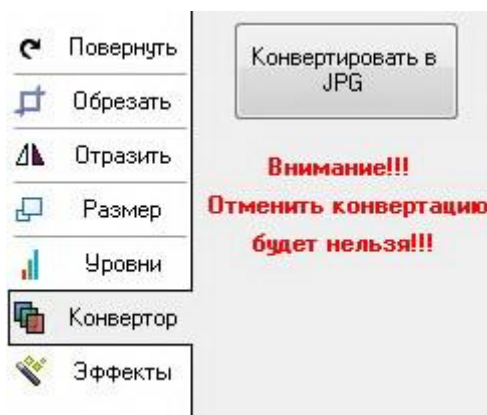 Повернуть
Обрезать
Отразить
Размер
Уровни
Конвертор
Эффекты
Конвертировать в
JPG
Внимание!!!
Отменить конвертацию
будет нельзя!!!